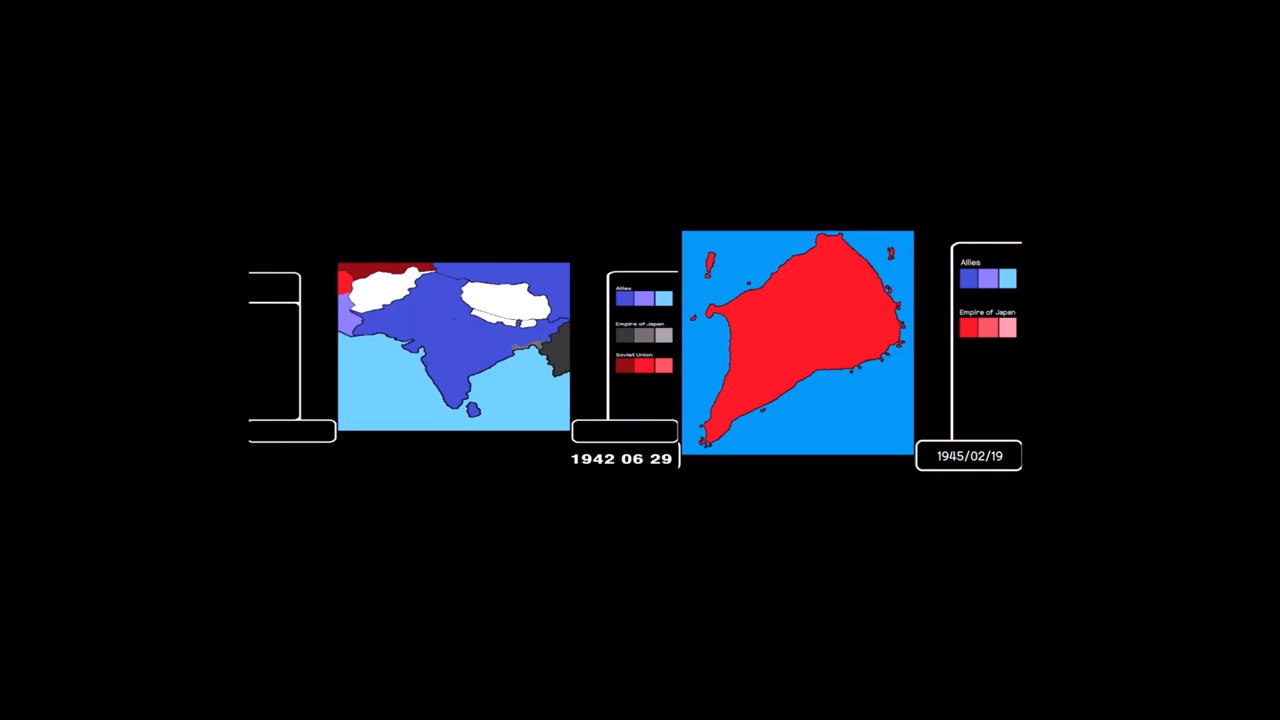 Allies
Empire of Japan
Soviet Union
1942 06 29
Allies
Empire of Japan
1945/02/19